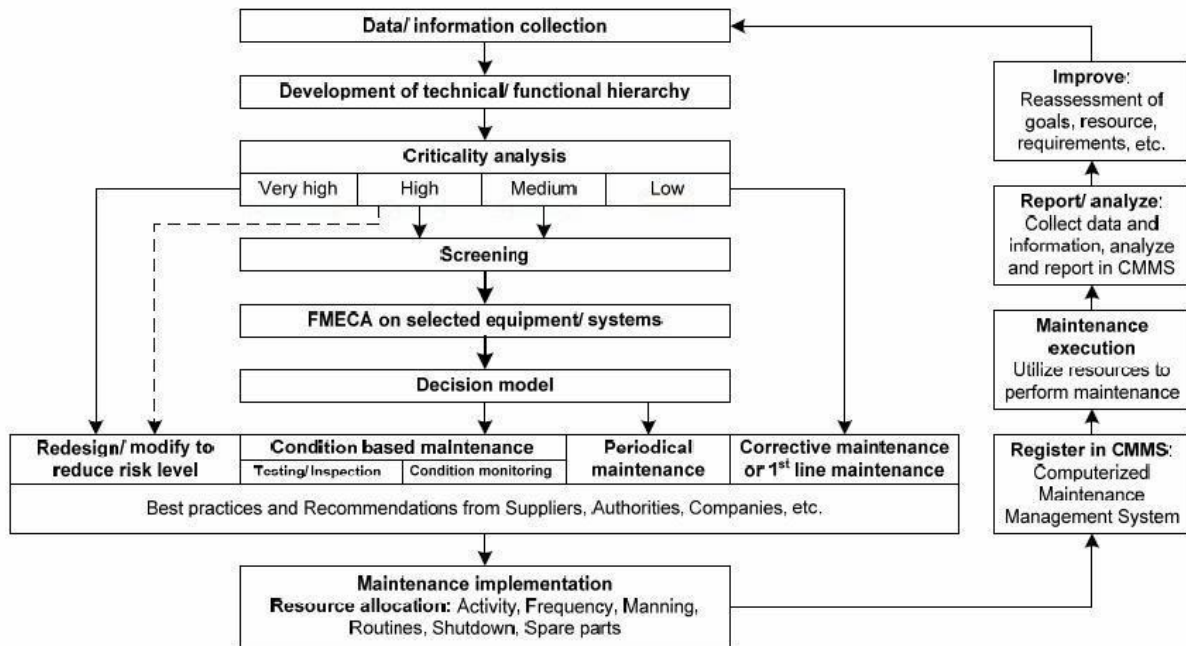 Data/ information collection
Development of technical/ functional hierarchy
Criticality analysis
Very high
High
Medium
Low
Screening
FMECA on selected equipment/ systems
Decision model
Redesign/ modify to
reduce risk level
Condition based maintenance
Testing/Inspection
Condition monitoring
Periodical
maintenance
Corrective maintenance
or 1st line maintenance
Best practices and Recommendations from Suppliers, Authorities, Companies, etc.
Maintenance implementation
Resource allocation: Activity, Frequency, Manning,
Routines, Shutdown, Spare parts
Improve:
Reassessment of
goals, resource,
requirements, etc.
Report/ analyze:
Collect data and
information, analyze
and report in CMMS
Maintenance
execution
Utilize resources to
perform maintenance
Register in CMMS:
Computerized
Maintenance
Management System